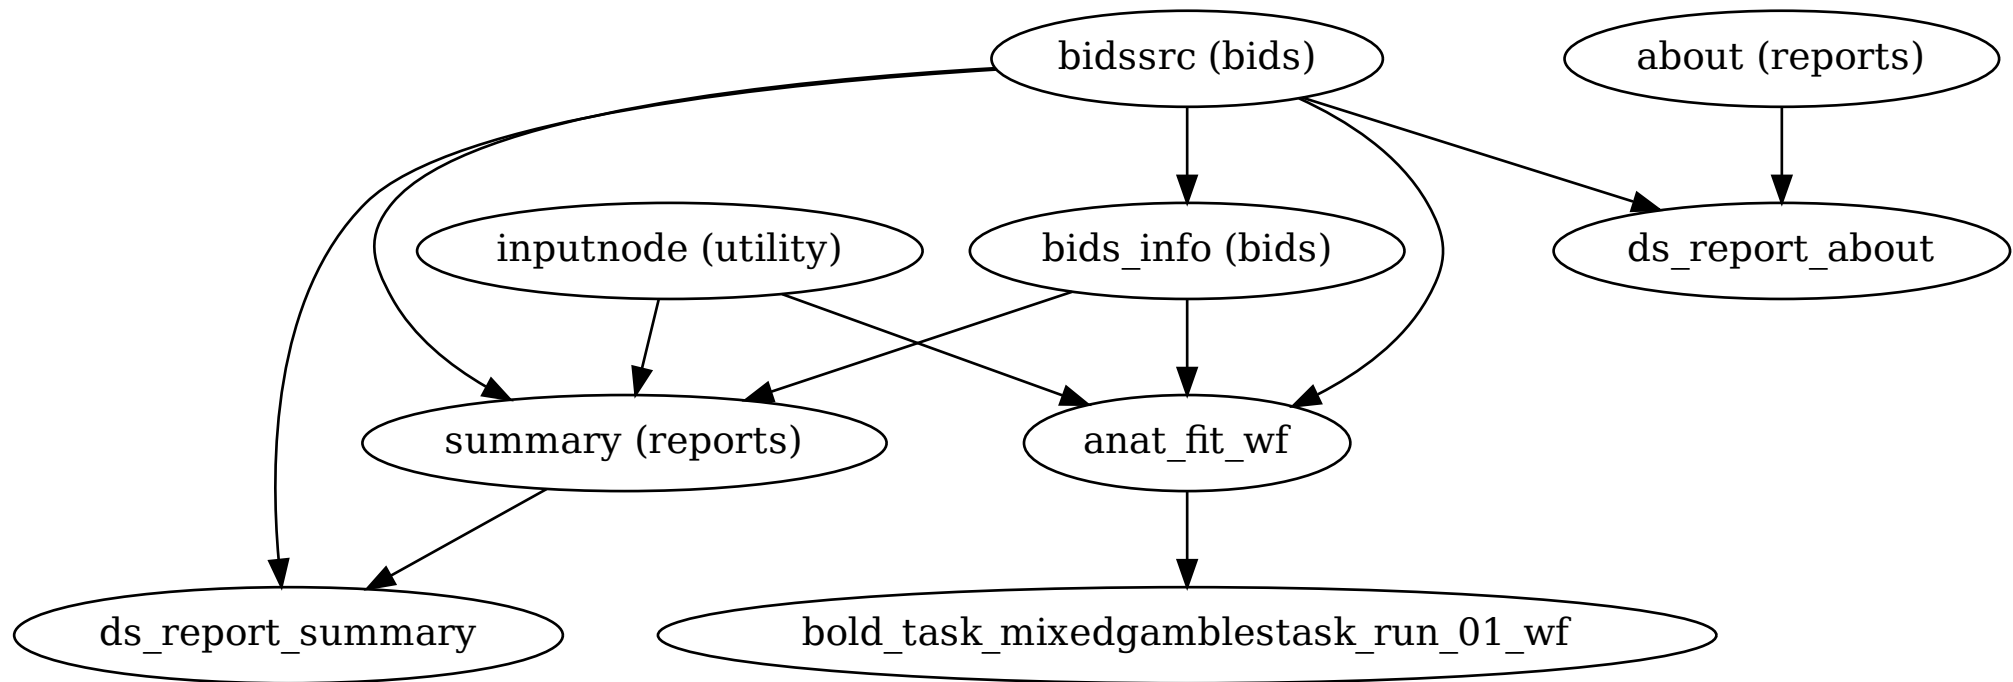 bidssrc (bids)
about (reports)
inputnode (utility)
bids_info (bids)
ds_report_about
summary (reports)
anat_fit_wf
ds_report_summary
bold_task_mixedgamblestask_run_01_wf